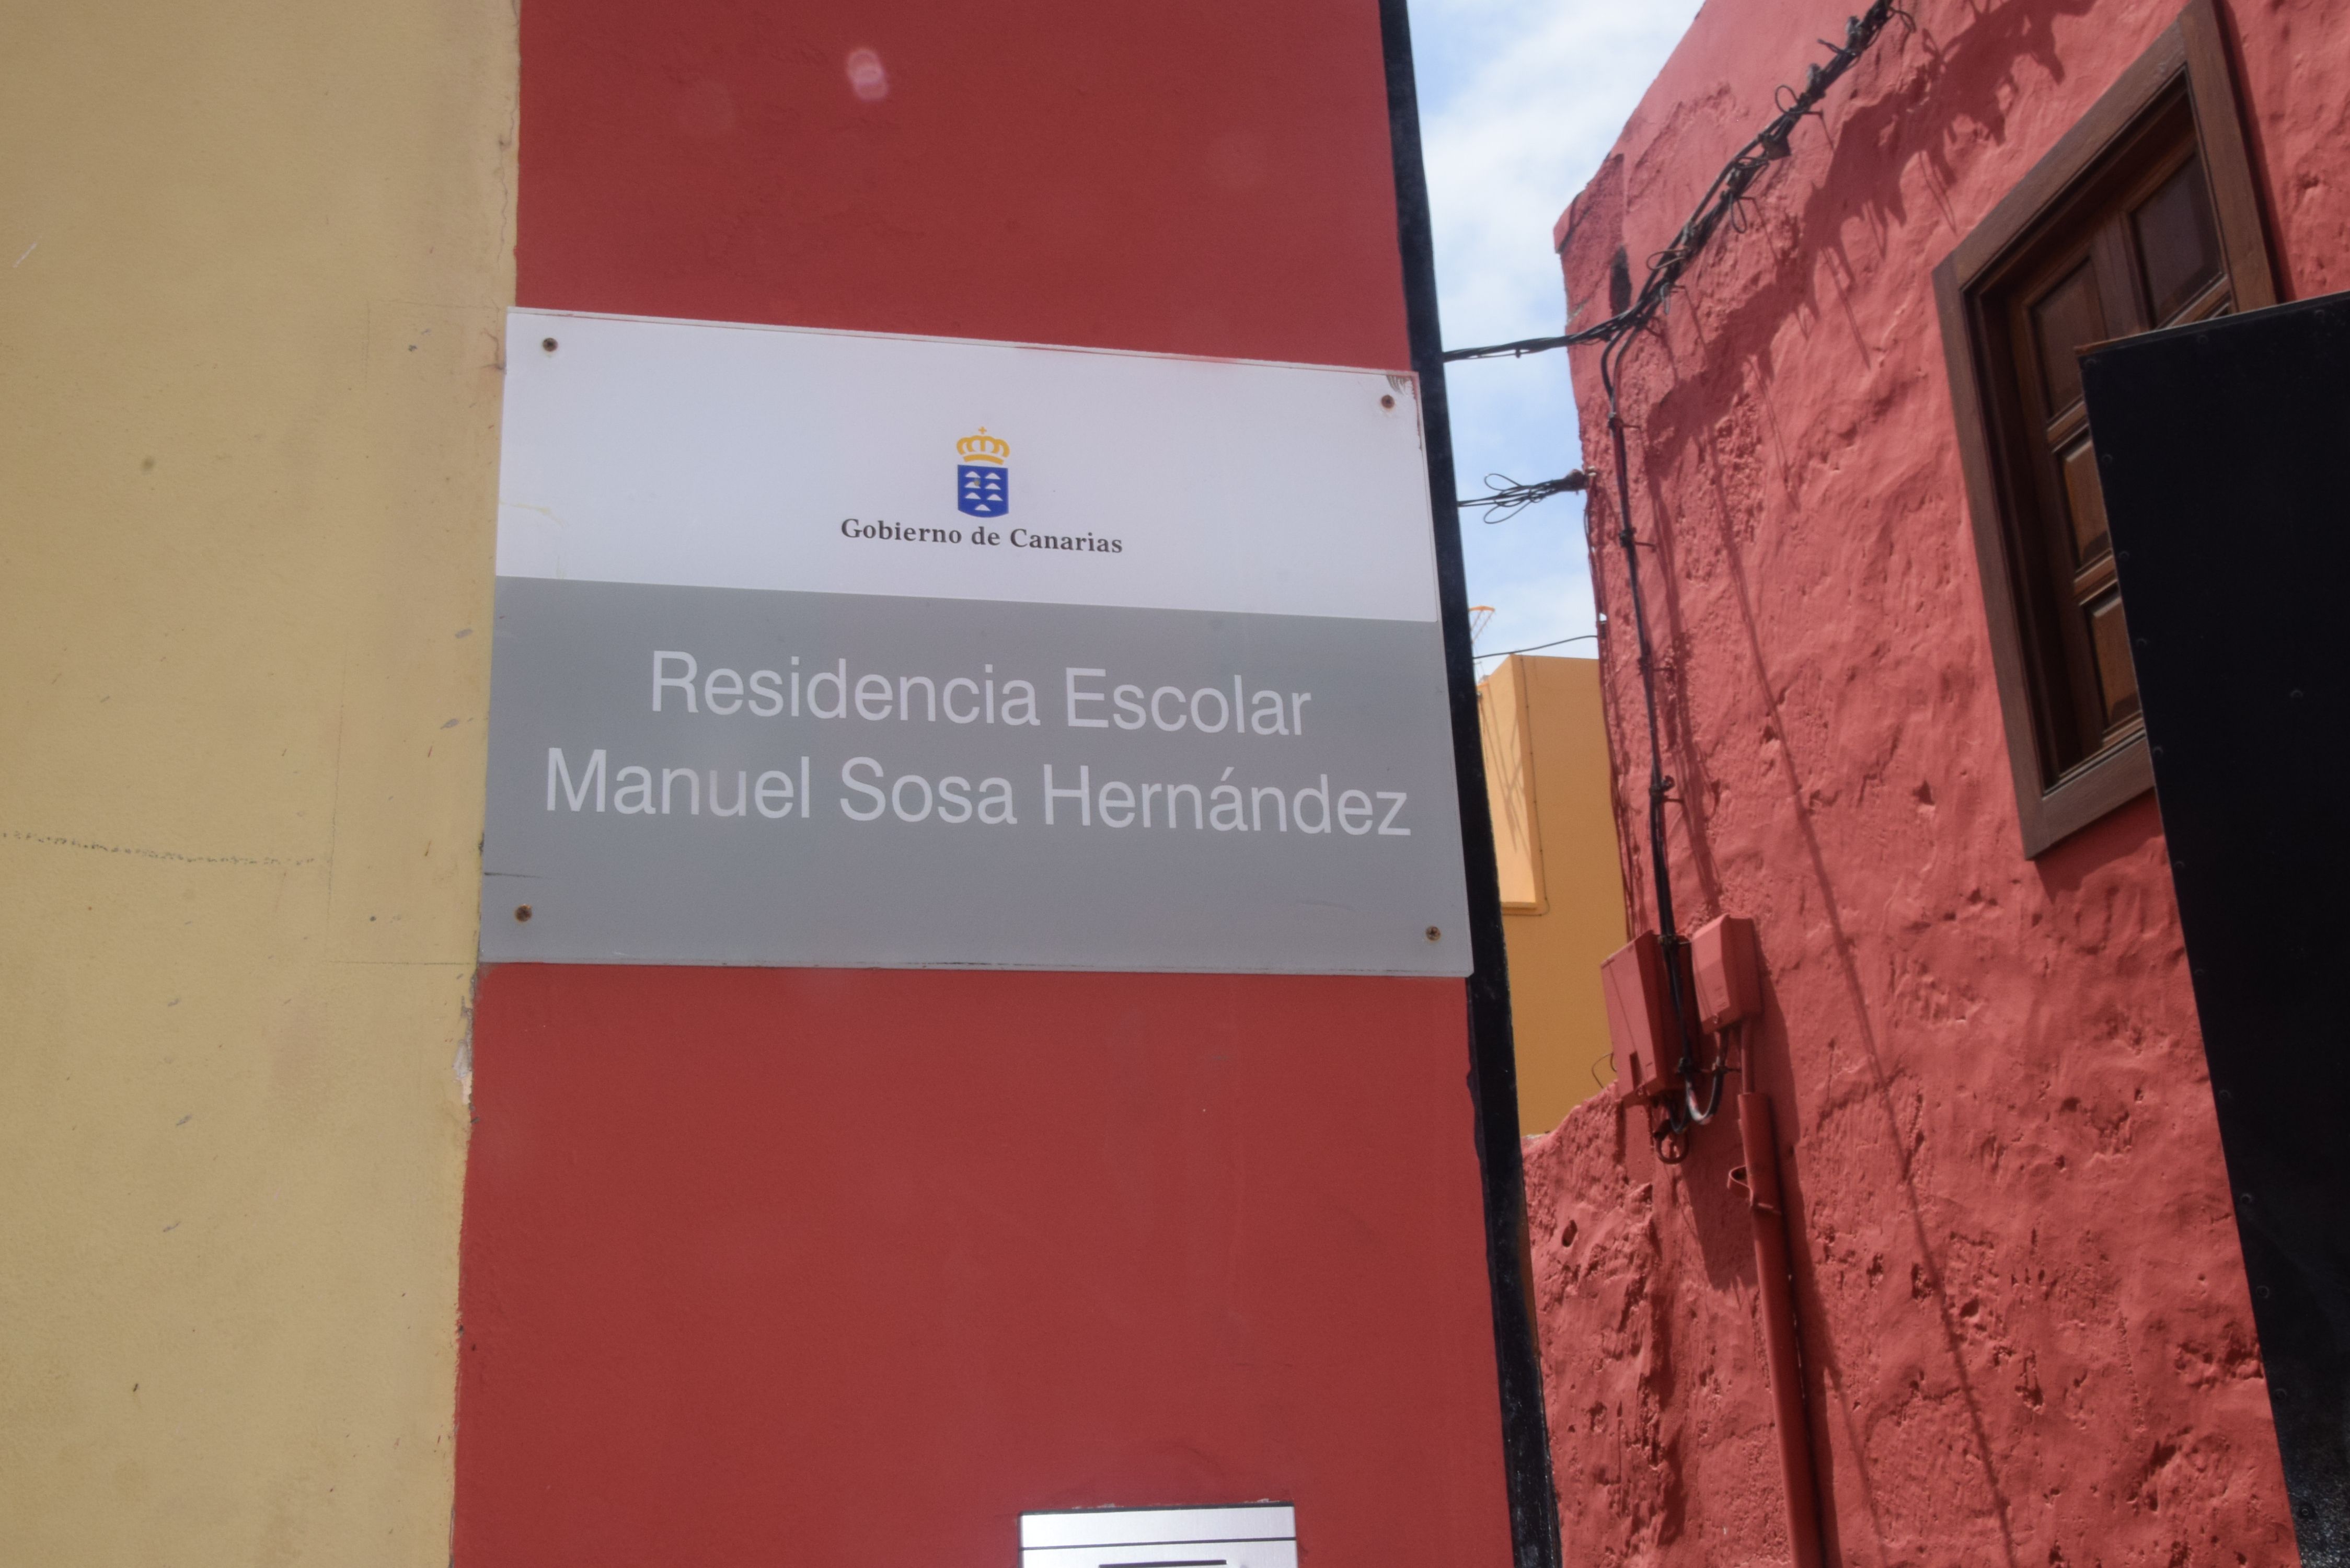 Gobierno de Canarias
Residencia Escolar
Manuel Sosa Hernández